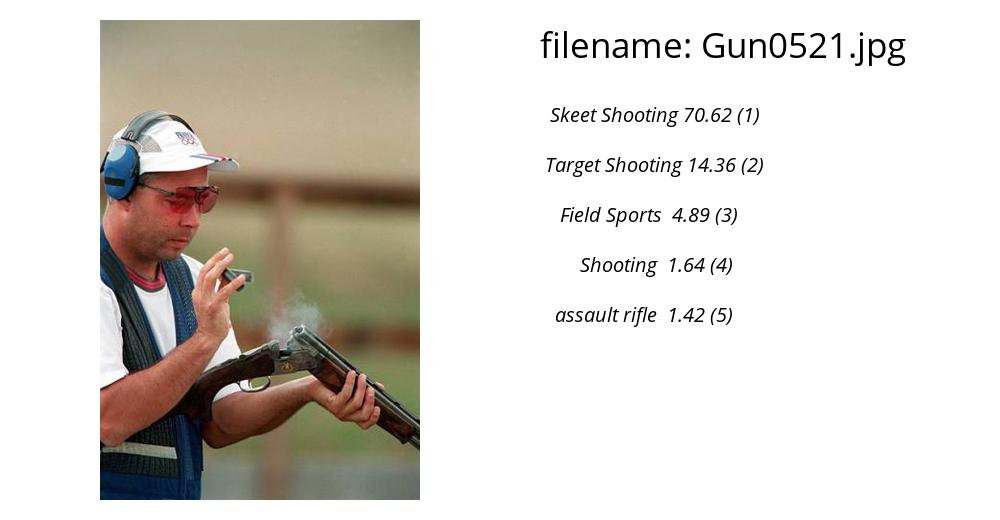 filename: Gun0521.jpg
Skeet Shooting 70.62 (1)
Target Shooting 14.36 (2)
Field Sports 4.89 (3)
Shooting 1.64 (4)
assault rifle 1.42 (5)